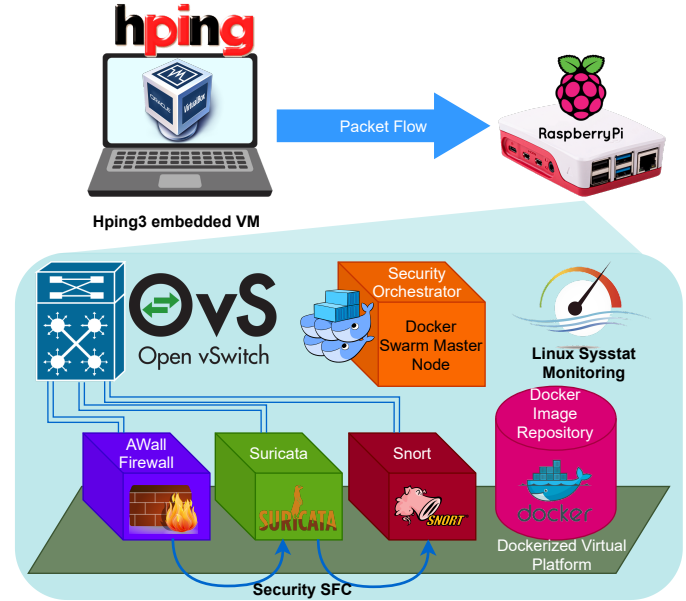 hping
ORACLE
VM
VirtualBox
Packet Flow
RaspberryPi
Hping3 embedded VM
OvS
Open vSwitch
Security
Orchestrator
Docker
Swarm Master
Node
Linux Sysstat
Monitoring
Docker
Image
Repository
docker
AWall
Firewall
Suricata
SURICATA
Snort
SNORT
Dockerized Virtual
Platform
Security SFC